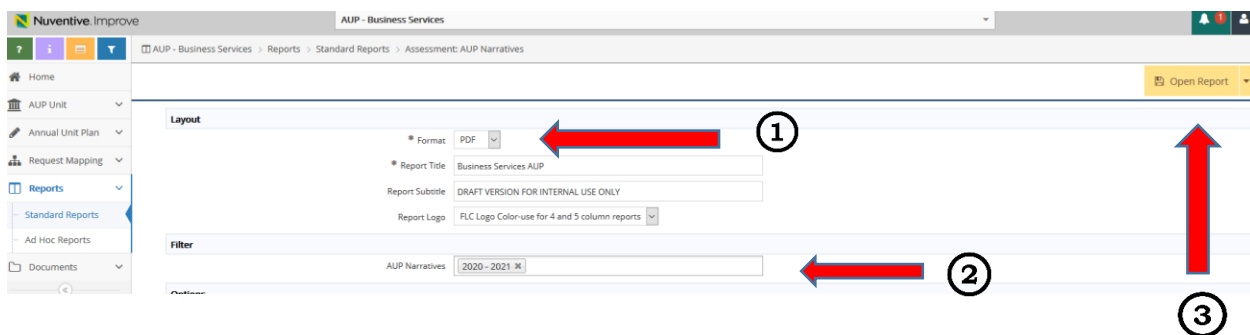 Nuventive.Improve
AUP - Business Services
1
?
i
AUP - Business Services > Reports > Standard Reports > Assessment: AUP Narratives
Home
Open Report
AUP Unit
Layout
Annual Unit Plan
* Format PDF
1
* Report Title Business Services AUP
Request Mapping
Reports
Report Subtitle DRAFT VERSION FOR INTERNAL USE ONLY
Standard Reports
Report Logo FLC Logo Color-use for 4 and 5 column reports
Ad Hoc Reports
Filter
Documents
AUP Narratives 2020 - 2021 ✖
2
Options
3